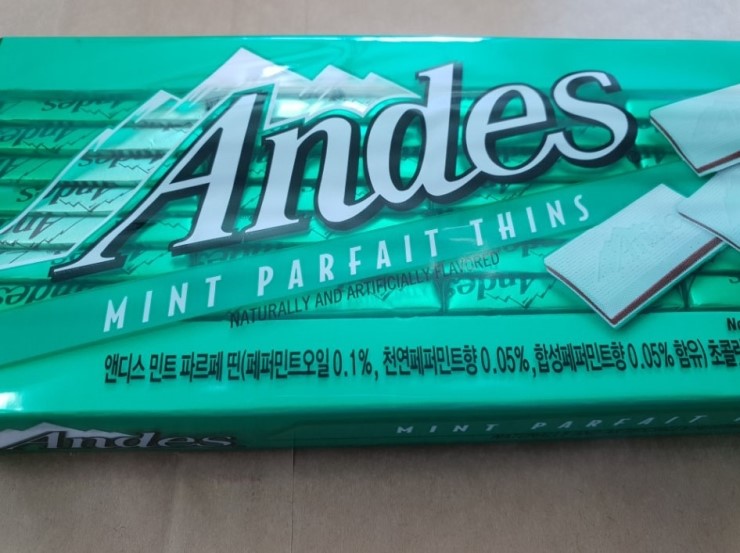 Andes
MINT PARFAIT THINS
NATURALLY AND ARTIFICIALLY FLAVORED
앤디스 민트 파르페 띤(페퍼민트오일 0.1%, 천연페퍼민트향 0.05%, 합성페퍼민트향 0.05% 함유)
Andes
MINT PARFAIT